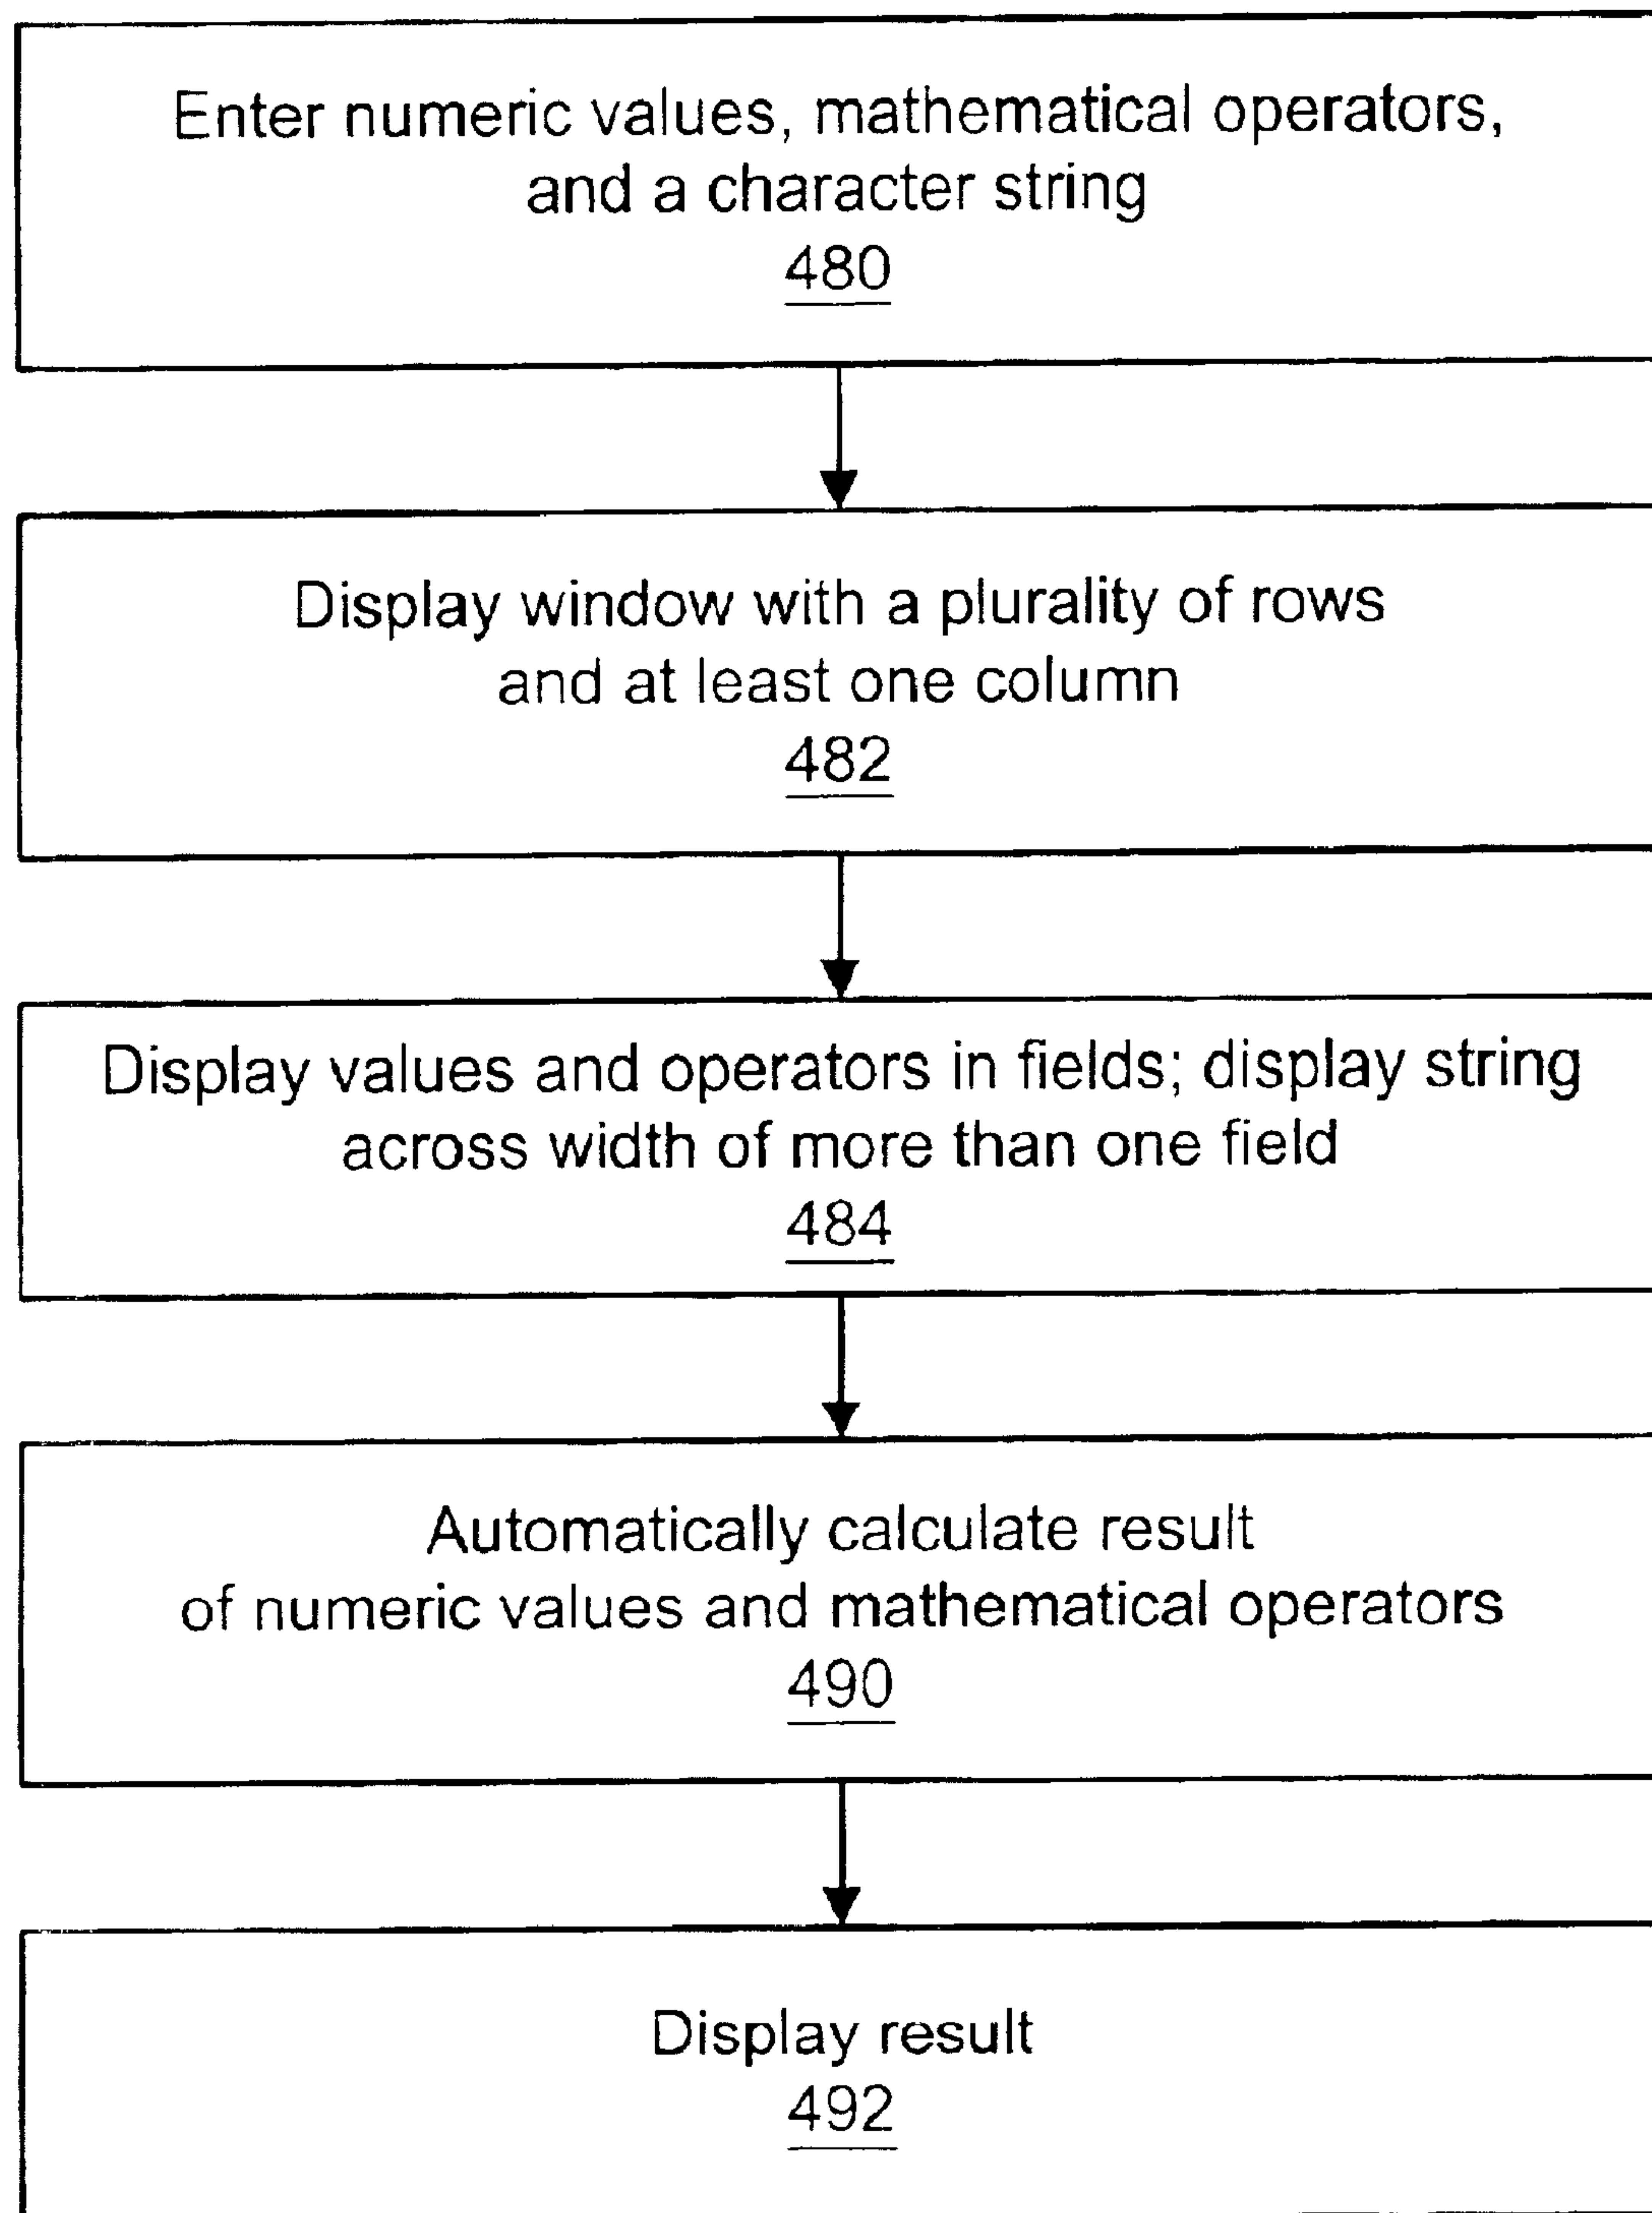 Enter numeric values, mathematical operators,
and a character string
480
Display window with a plurality of rows
and at least one column
482
Display values and operators in fields; display string
across width of more than one field
484
Automatically calculate result
of numeric values and mathematical operators
490
Display result
492